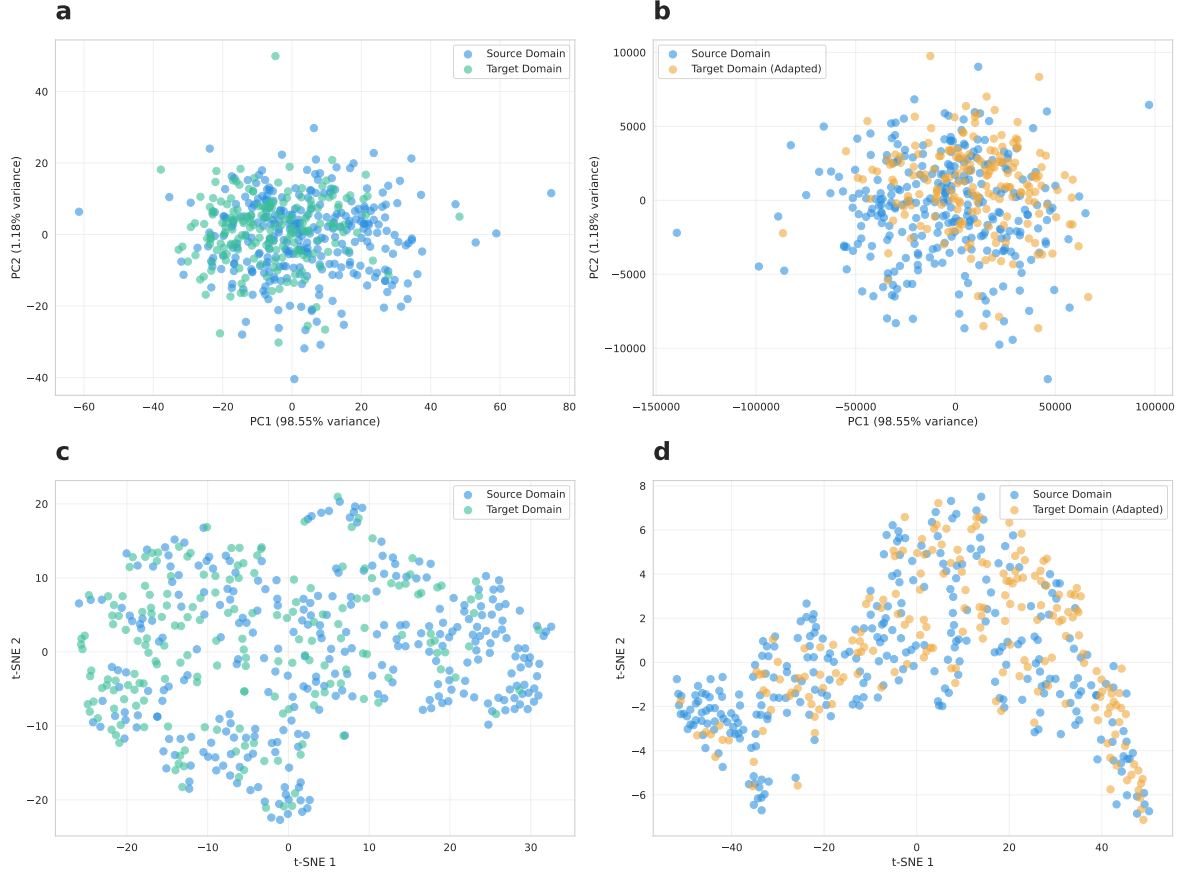 a
Source Domain
Target Domain
40
20
0
−20
−40
PC2 (1.18% variance)
−60
−40
−20
0
20
40
60
80
PC1 (98.55% variance)
b
Source Domain
Target Domain (Adapted)
10000
5000
0
−5000
−10000
PC2 (1.18% variance)
−150000
−100000
−50000
0
50000
100000
PC1 (98.55% variance)
c
Source Domain
Target Domain
20
10
0
−10
−20
t-SNE 2
−20
−10
0
10
20
30
t-SNE 1
d
Source Domain
Target Domain (Adapted)
8
6
4
2
0
−2
−4
−6
t-SNE 2
−40
−20
0
20
40
t-SNE 1